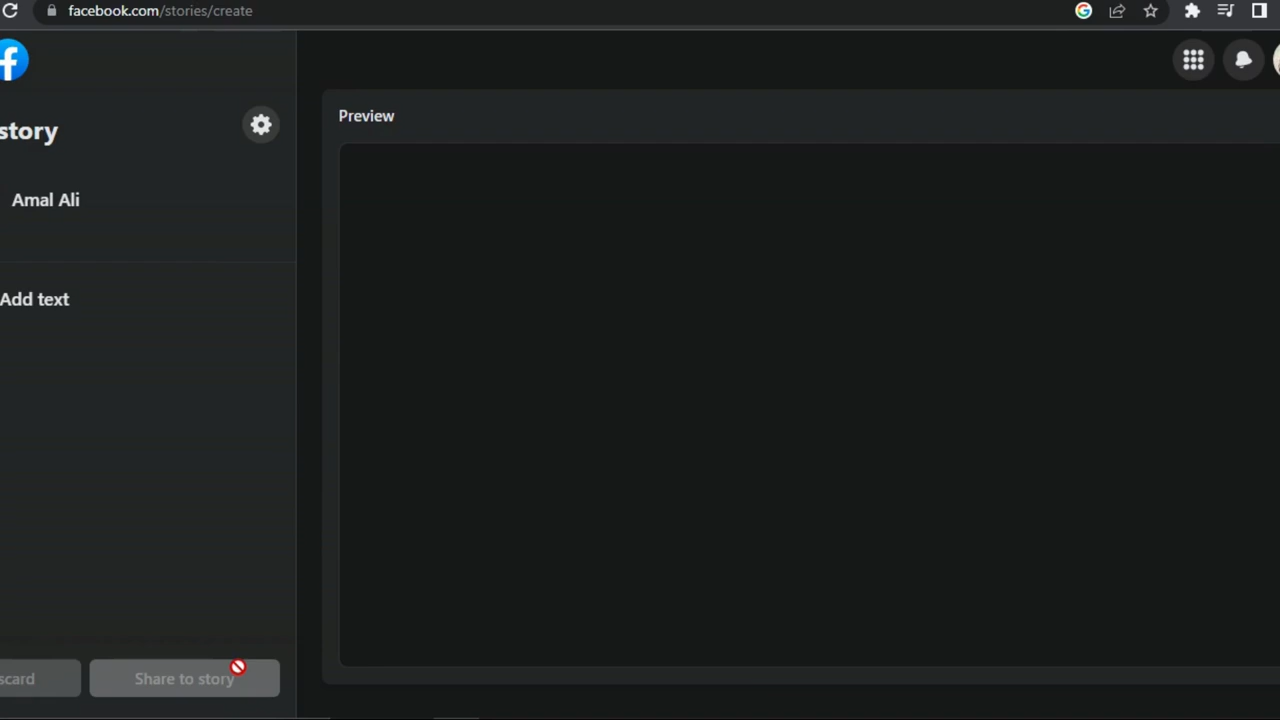 facebook.com/stories/create
story
Preview
Amal Ali
Add text
scard
Share to story